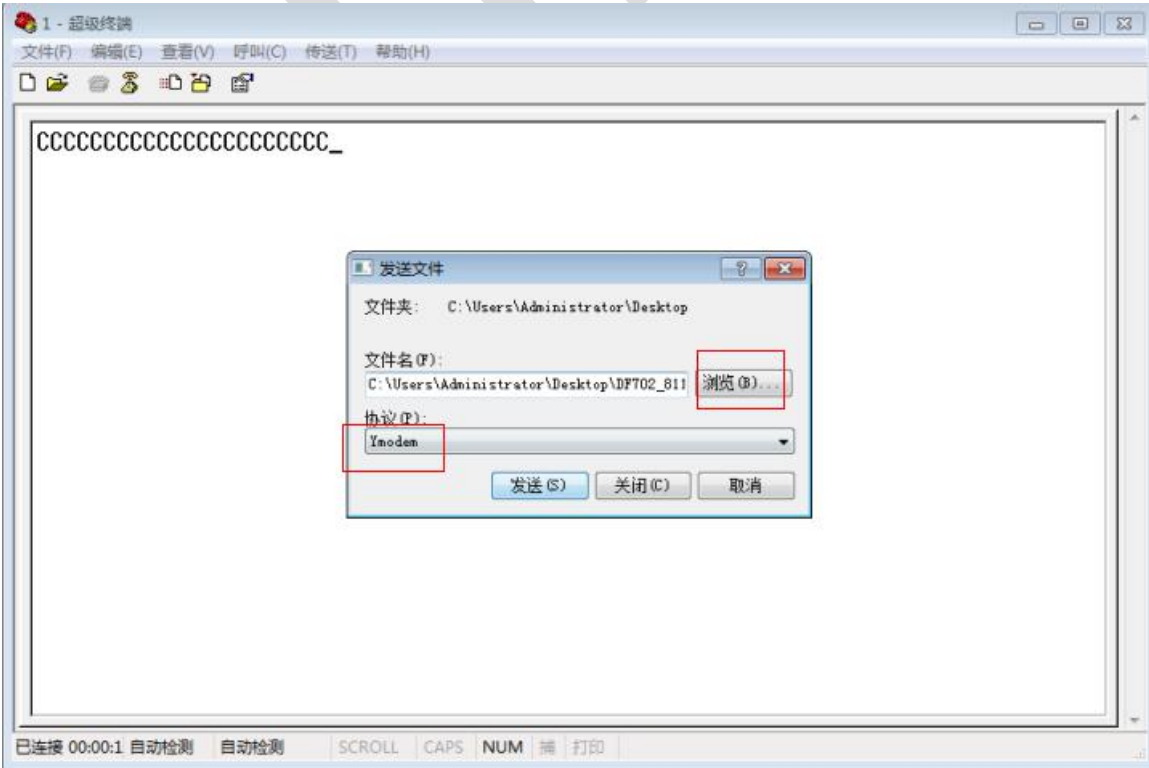 1 - 超级终端
文件(F) 编辑(E) 查看(V) 呼叫(C) 传送(T) 帮助(H)
CCCCCCCCCCCCCCCCCCCCCC_
发送文件
文件夹: C:\Users\Administrator\Desktop
文件名(F):
C:\Users\Administrator\Desktop\DF702_811 浏览(B)...
协议(P):
Ymodem
发送(S) 关闭(C) 取消
已连接 00:00:1 自动检测 自动检测 SCROLL CAPS NUM 捕 打印